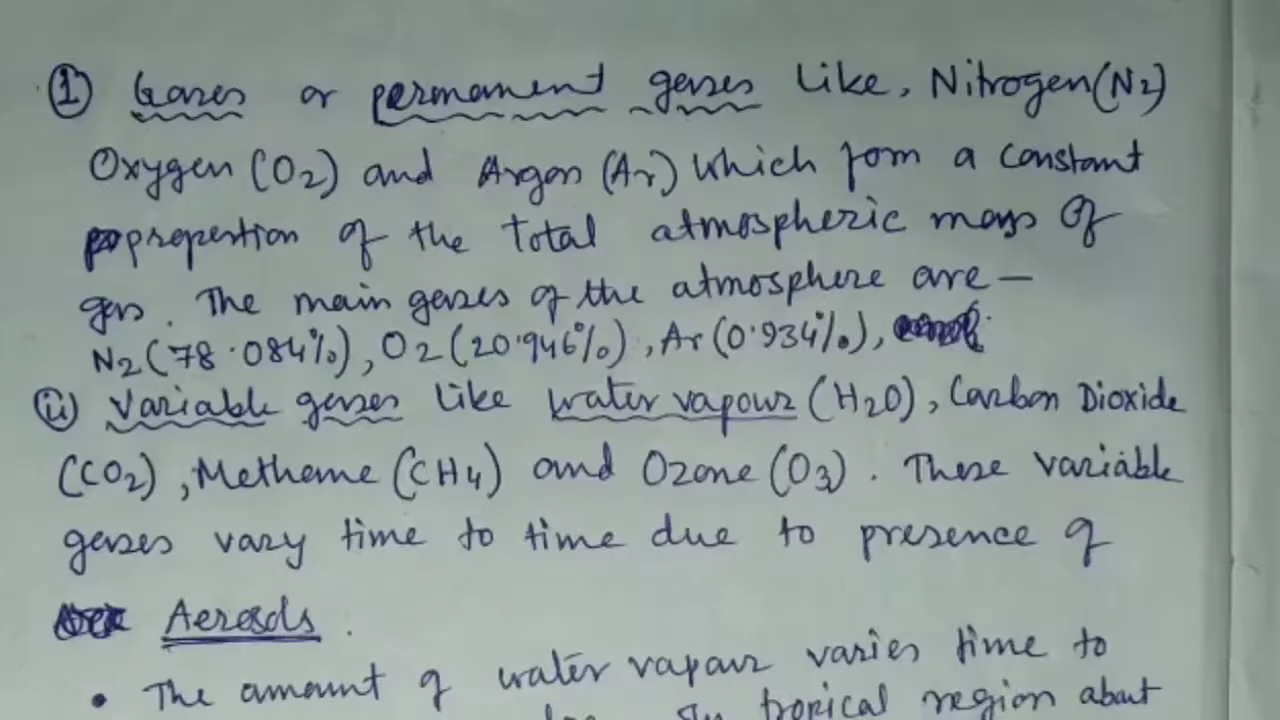 ① Gases or permanent gases like, Nitrogen(N2)
Oxygen (O2) and Argon (Ar) which form a constant
propertion of the total atmospheric mass of
gas. The main gases of the atmosphere are —
N2 (78.084%), O2 (20.946%), Ar (0.934%),
(ii) Variable gases like water vapour (H2O), Carbon Dioxide
(CO2), Methane (CH4) and Ozone (O3). These variable
gases vary time to time due to presence of
Aerosols.
• The amount of water vapour varies time to
tropical region about